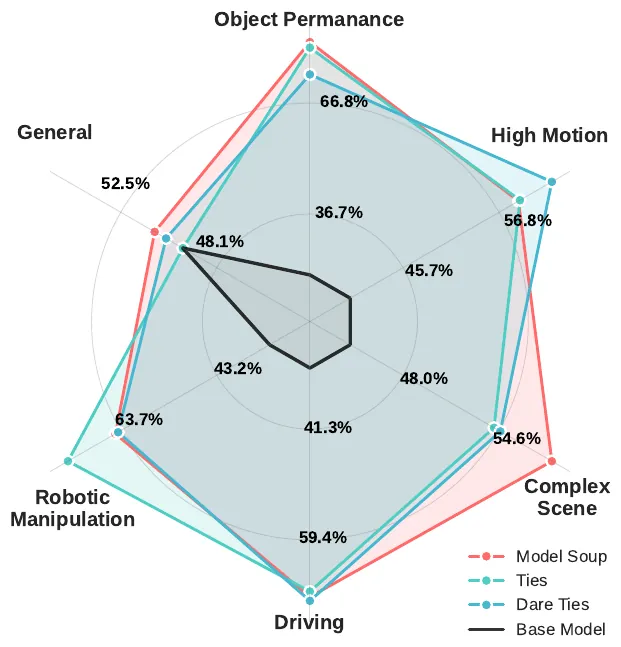 Object Permanance
66.8%
General
High Motion
52.5%
36.7%
56.8%
48.1%
45.7%
43.2%
48.0%
63.7%
41.3%
54.6%
Robotic
Manipulation
Complex
Scene
59.4%
Driving
Model Soup
Ties
Dare Ties
Base Model